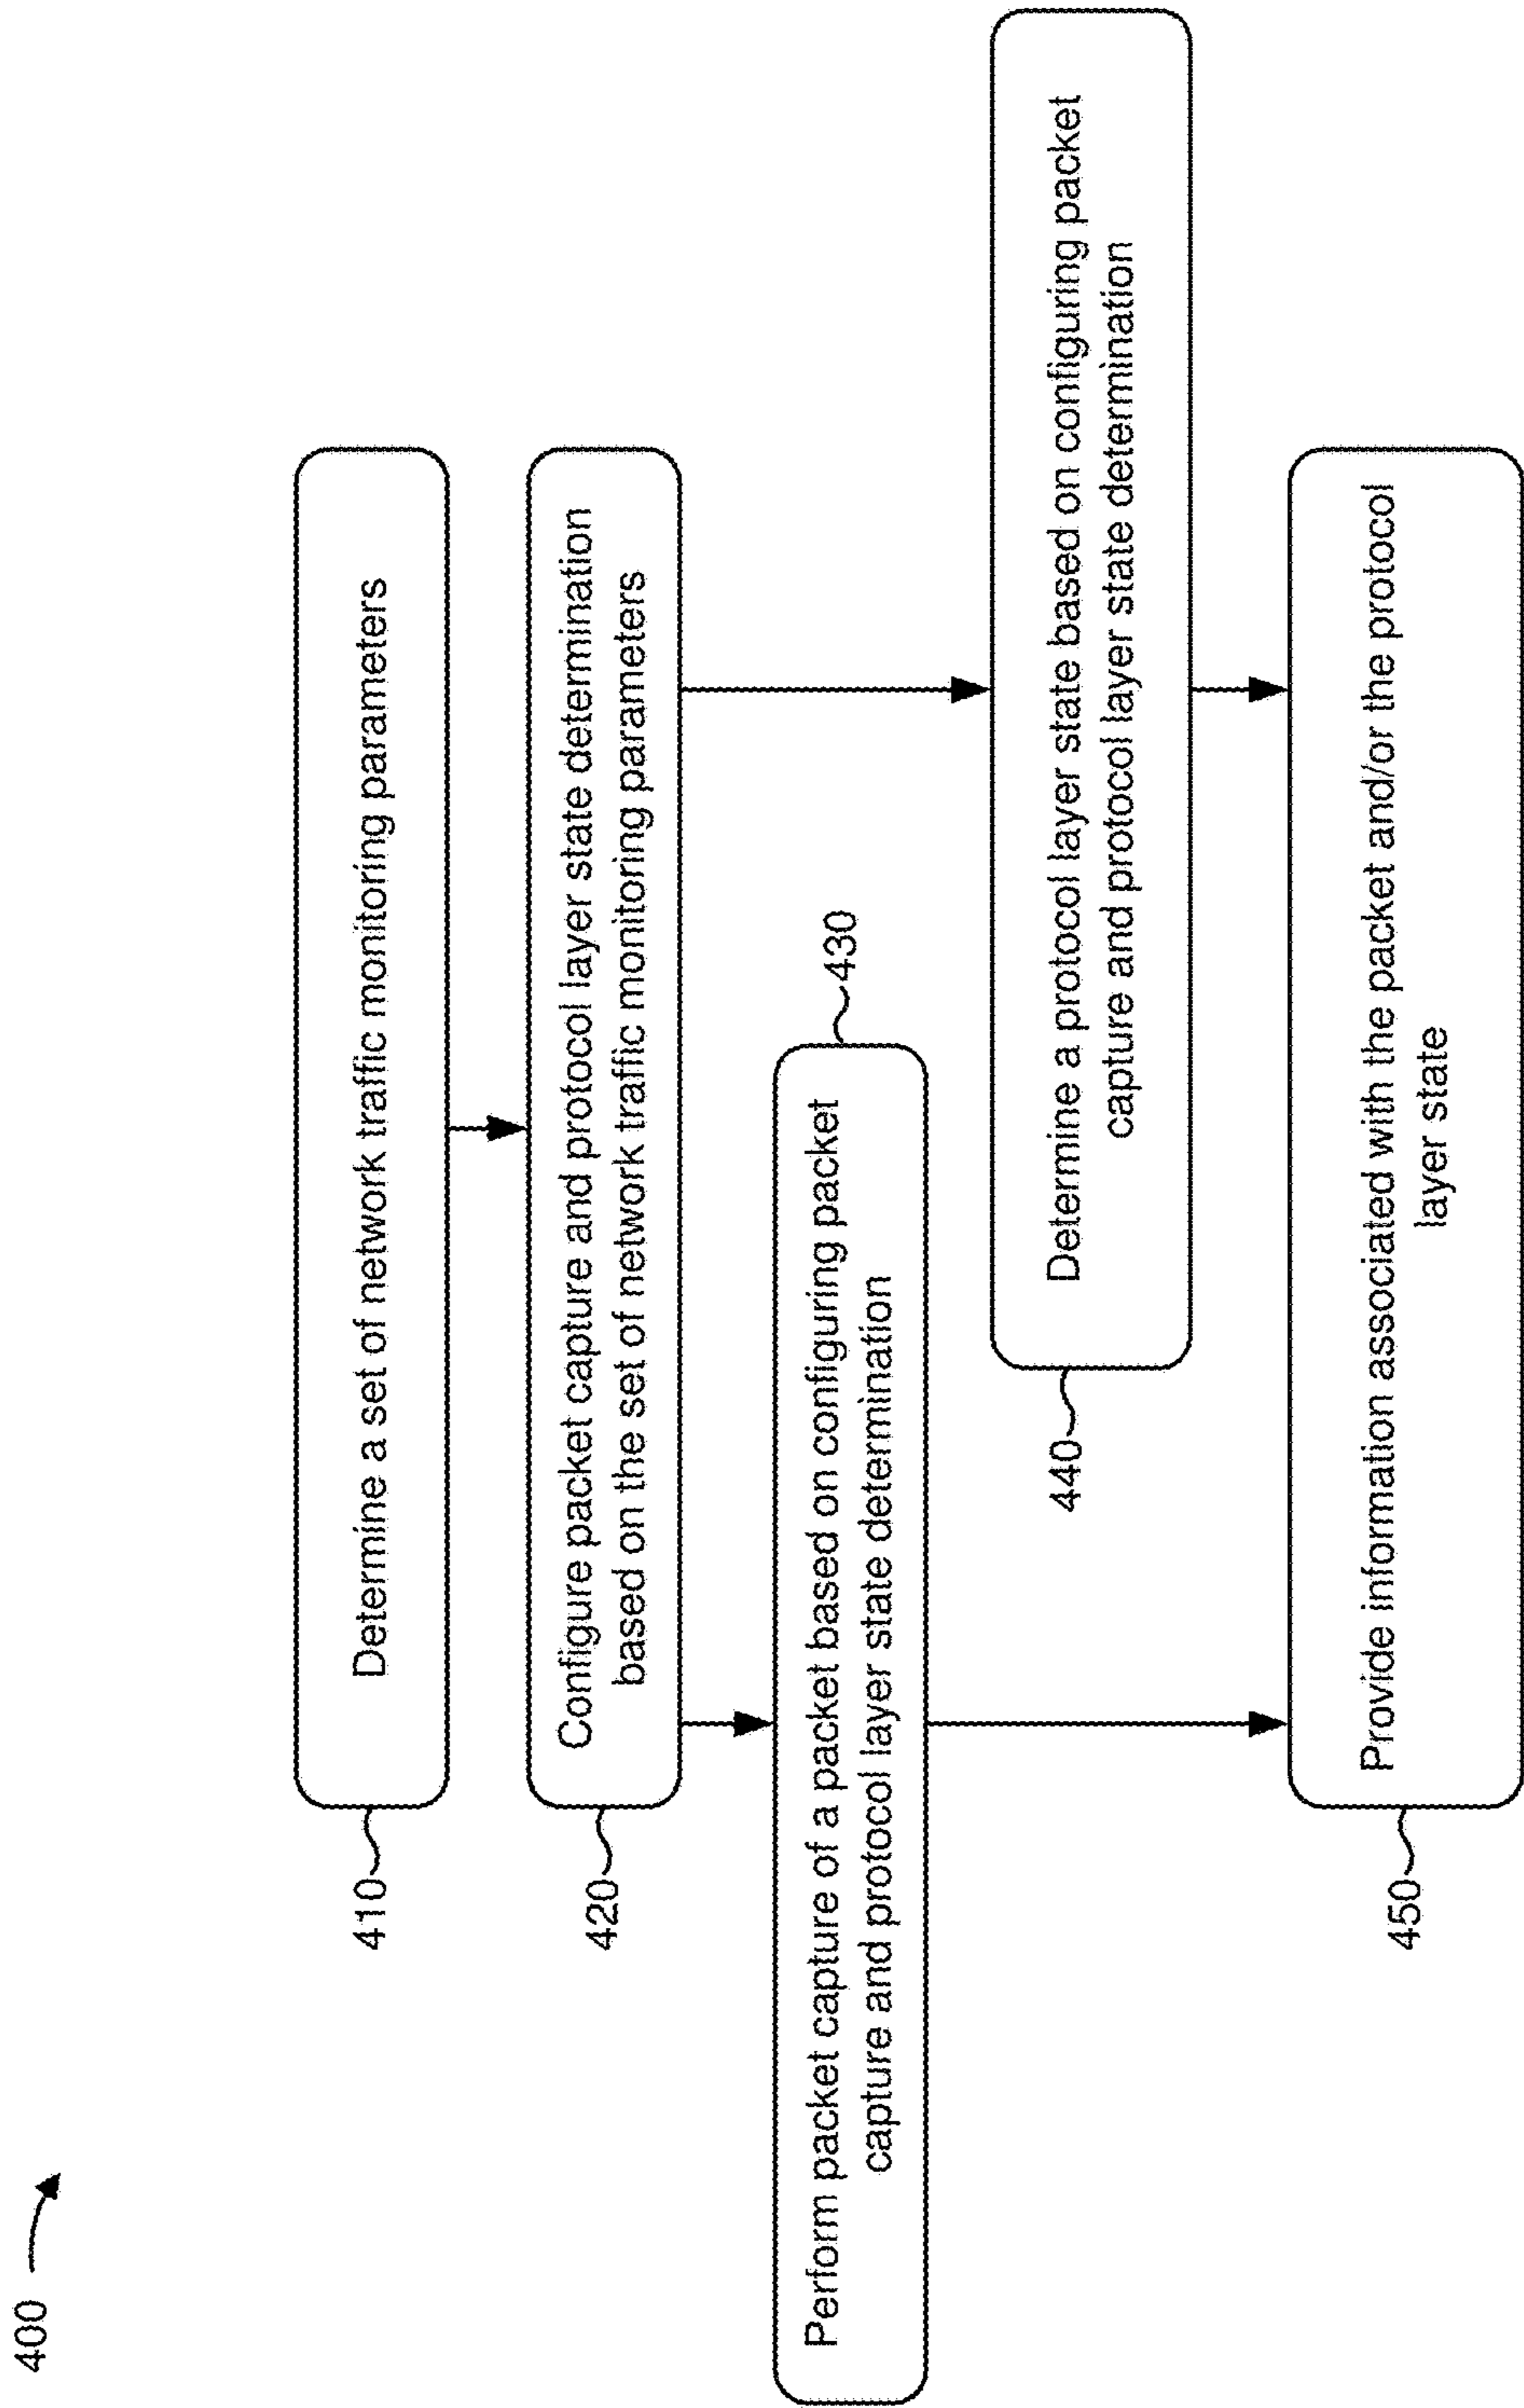 400
410
Determine a set of network traffic monitoring parameters
420
Configure packet capture and protocol layer state determination
based on the set of network traffic monitoring parameters
430
Perform packet capture of a packet based on configuring packet
capture and protocol layer state determination
440
Determine a protocol layer state based on configuring packet
capture and protocol layer state determination
450
Provide information associated with the packet and/or the protocol
layer state